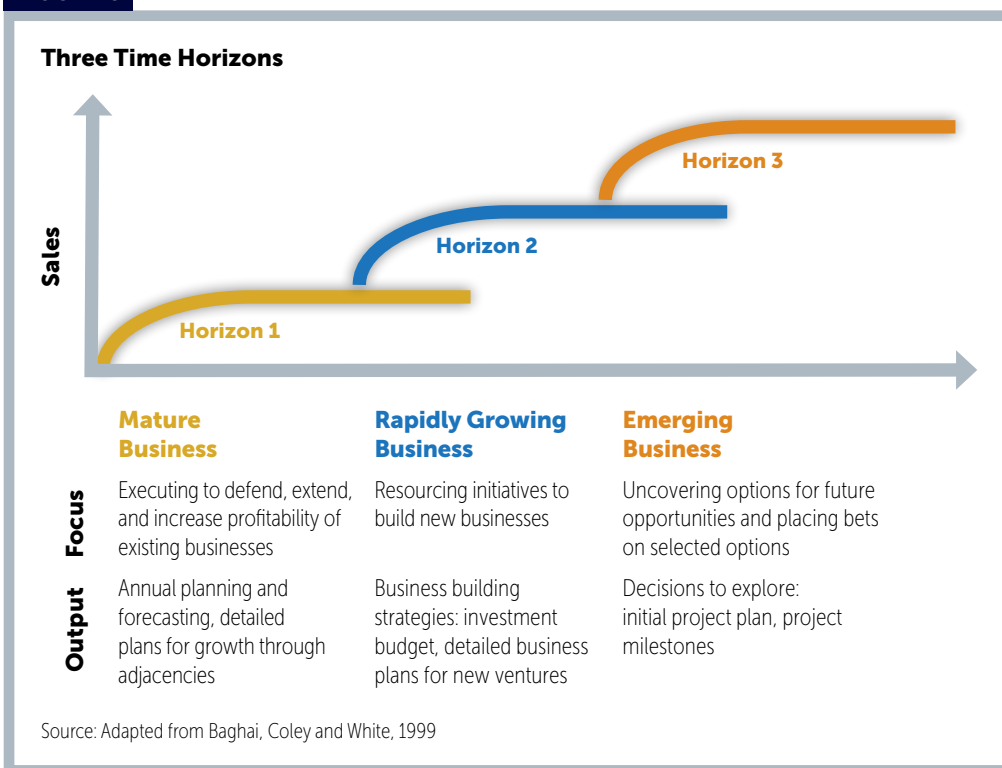 Three Time Horizons
Sales
Horizon 1
Horizon 2
Horizon 3
Mature
Business
Rapidly Growing
Business
Emerging
Business
Focus
Executing to defend, extend,
and increase profitability of
existing businesses
Resourcing initiatives to
build new businesses
Uncovering options for future
opportunities and placing bets
on selected options
Output
Annual planning and
forecasting, detailed
plans for growth through
adjacencies
Business building
strategies: investment
budget, detailed business
plans for new ventures
Decisions to explore:
initial project plan, project
milestones
Source: Adapted from Baghai, Coley and White, 1999